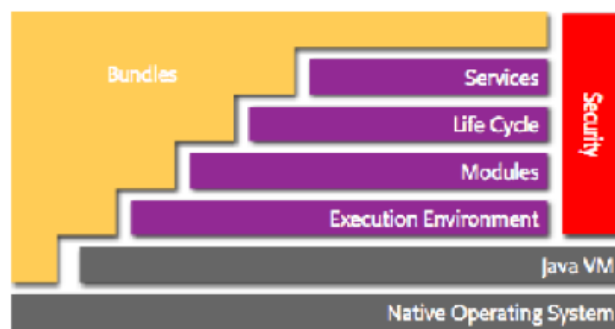 Bundles
Services
Life Cycle
Modules
Execution Environment
Security
Java VM
Native Operating System